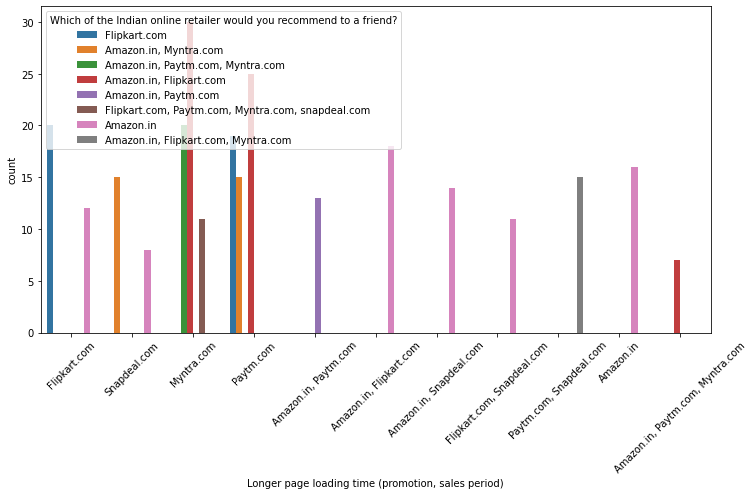 Which of the Indian online retailer would you recommend to a friend?
Flipkart.com
Amazon.in, Myntra.com
Amazon.in, Paytm.com, Myntra.com
Amazon.in, Flipkart.com
Amazon.in, Paytm.com
Flipkart.com, Paytm.com, Myntra.com, snapdeal.com
Amazon.in
Amazon.in, Flipkart.com, Myntra.com
count
30
25
20
15
10
5
0
Flipkart.com
Snapdeal.com
Myntra.com
Paytm.com
Amazon.in, Paytm.com
Amazon.in, Flipkart.com
Amazon.in, Snapdeal.com
Flipkart.com, Snapdeal.com
Paytm.com, Snapdeal.com
Amazon.in
Amazon.in, Paytm.com, Myntra.com
Longer page loading time (promotion, sales period)